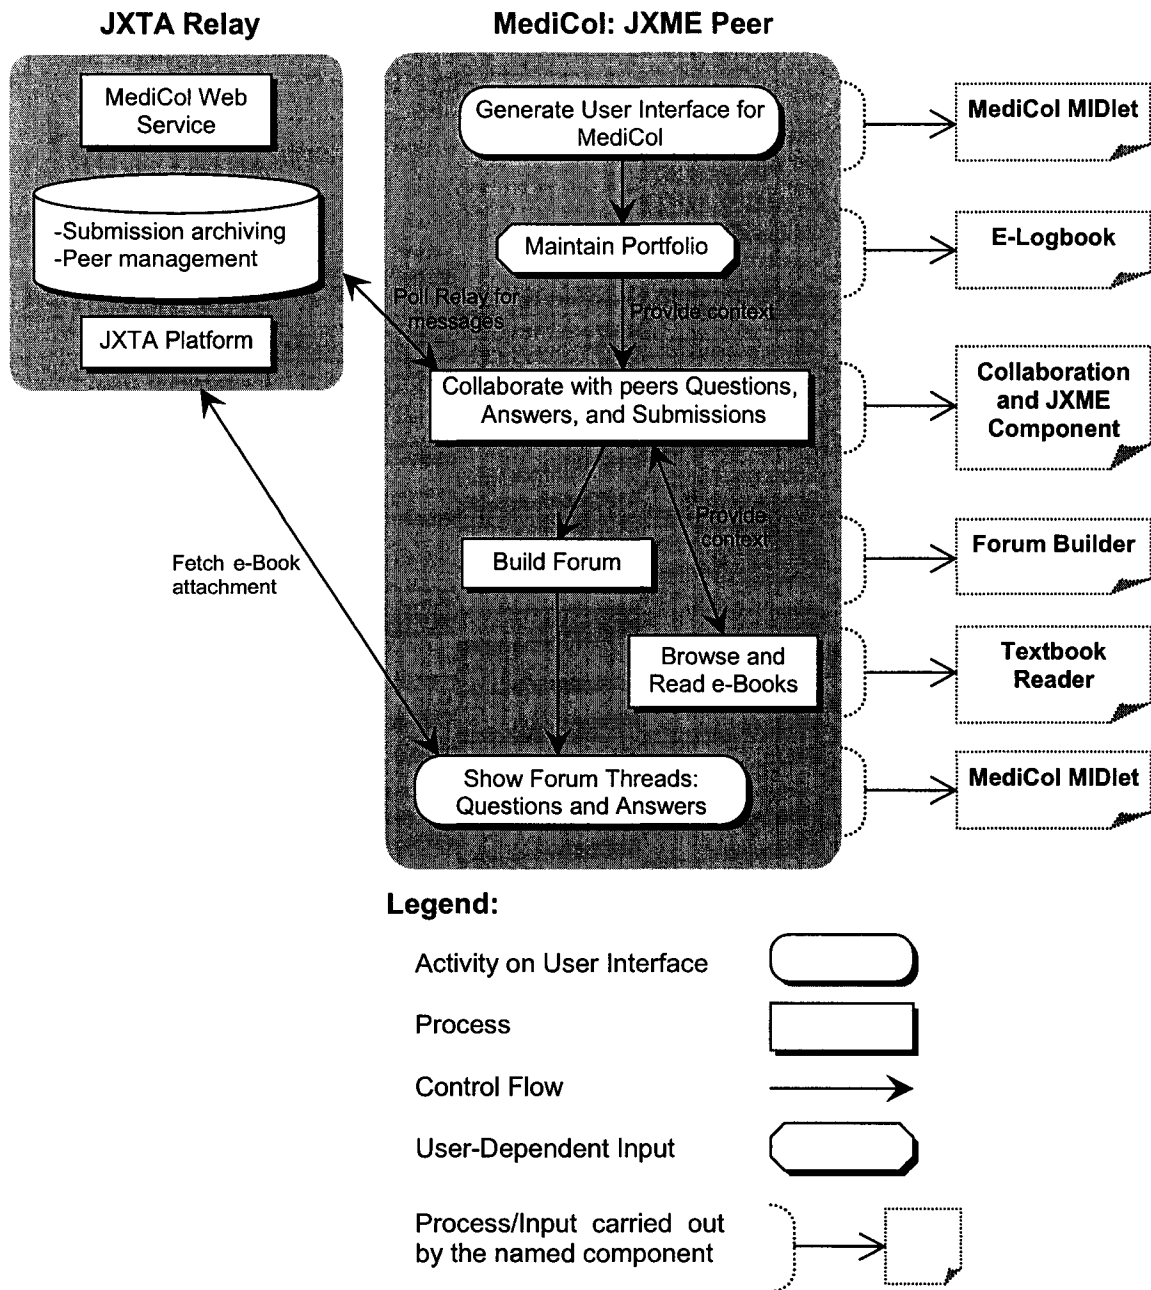 JXTA Relay
MediCol Web
Service
-Submission archiving
-Peer management
JXTA Platform
MediCol: JXME Peer
Generate User Interface for
MediCol
Maintain Portfolio
Poll Relay for
messages
Provide context
Collaborate with peers Questions,
Answers, and Submissions
Provide
context
Build Forum
Fetch e-Book
attachment
Browse and
Read e-Books
Show Forum Threads:
Questions and Answers
MediCol MIDlet
E-Logbook
Collaboration
and JXME
Component
Forum Builder
Textbook
Reader
MediCol MIDlet
Legend:
Activity on User Interface
Process
Control Flow
User-Dependent Input
Process/Input carried out
by the named component